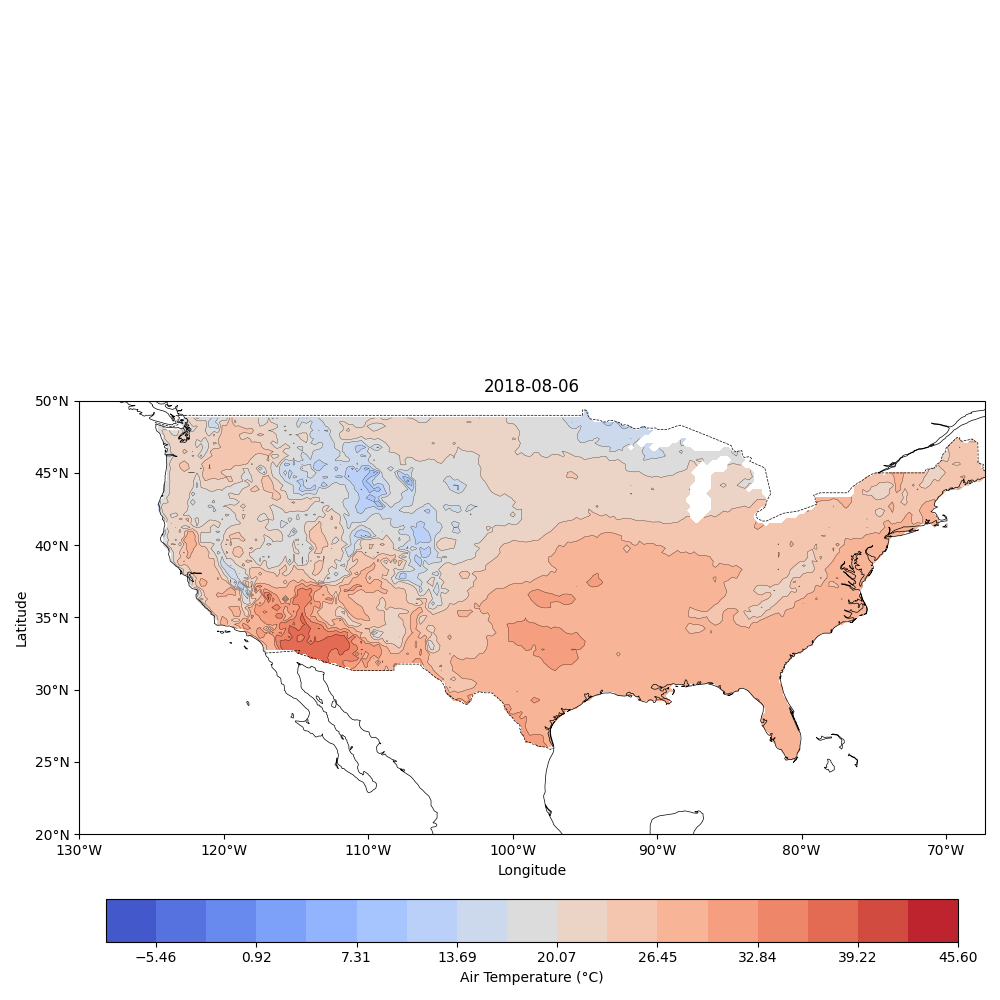 2018-08-06
50°N
45°N
40°N
35°N
30°N
25°N
20°N
Latitude
130°W 120°W 110°W 100°W 90°W 80°W 70°W
Longitude
−5.46 0.92 7.31 13.69 20.07 26.45 32.84 39.22 45.60
Air Temperature (°C)